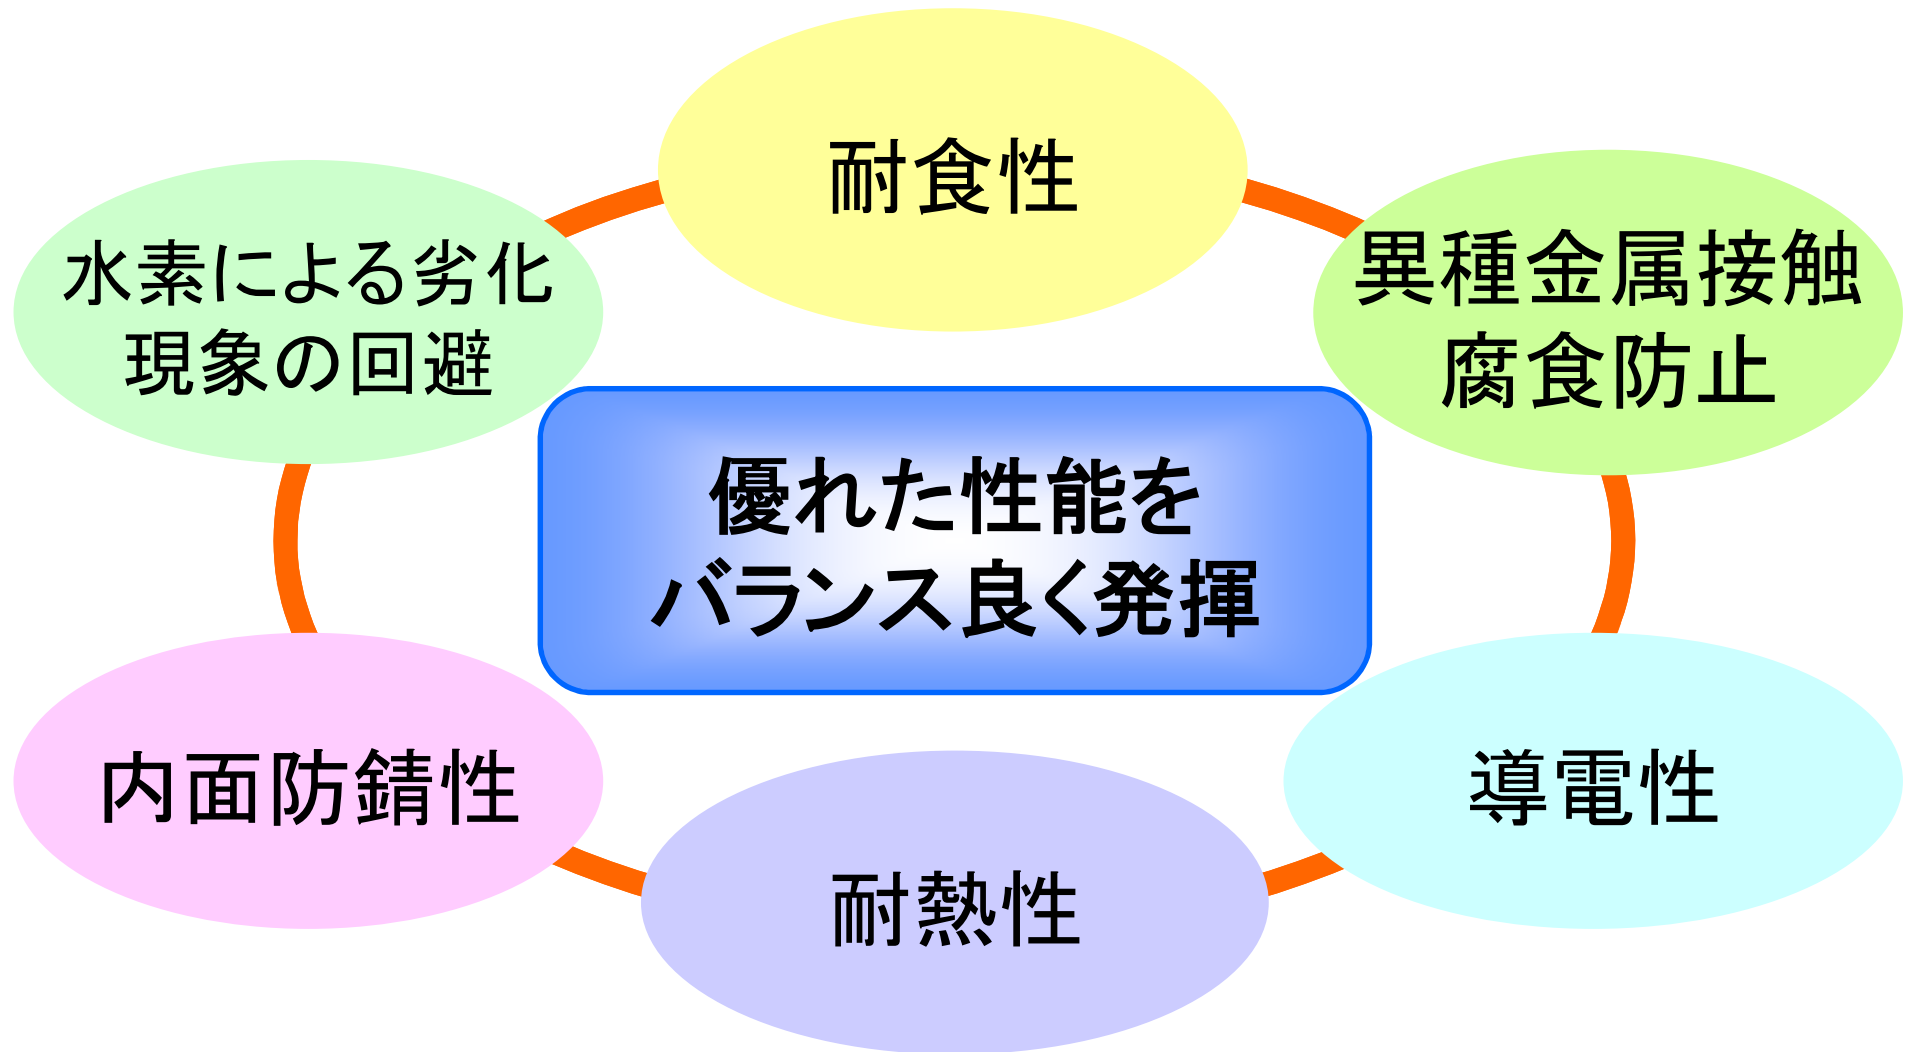 耐食性
水素による劣化
現象の回避
異種金属接触
腐食防止
優れた性能を
バランス良く発揮
内面防錆性
導電性
耐熱性